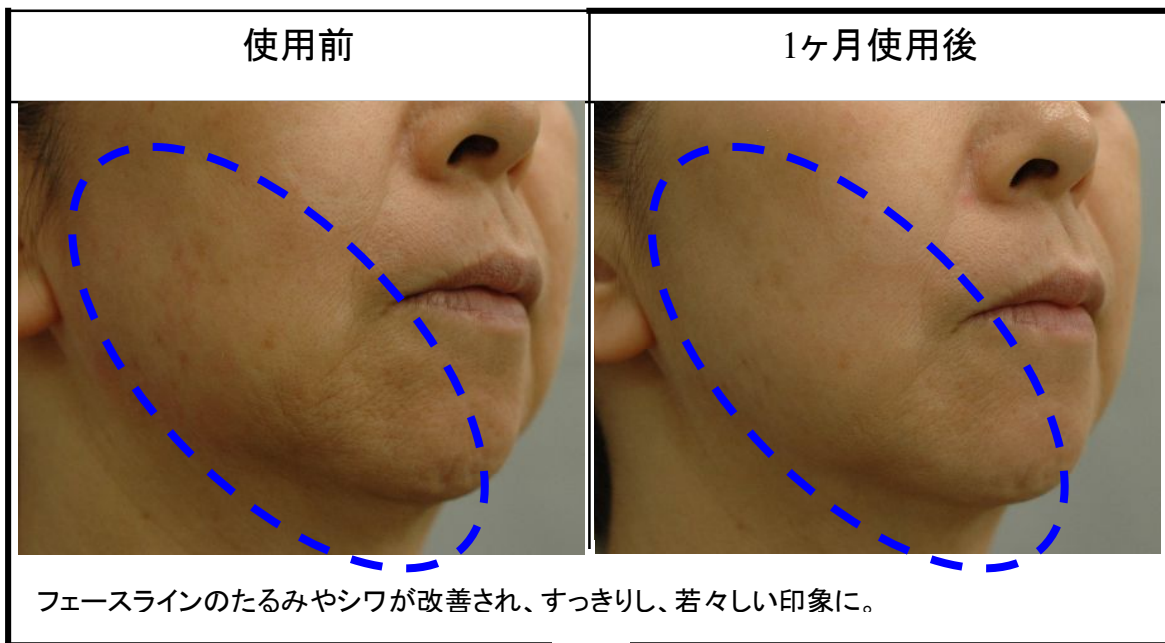 使用前
1ヶ月使用後
フェースラインのたるみやシワが改善され、すっきりし、若々しい印象に。